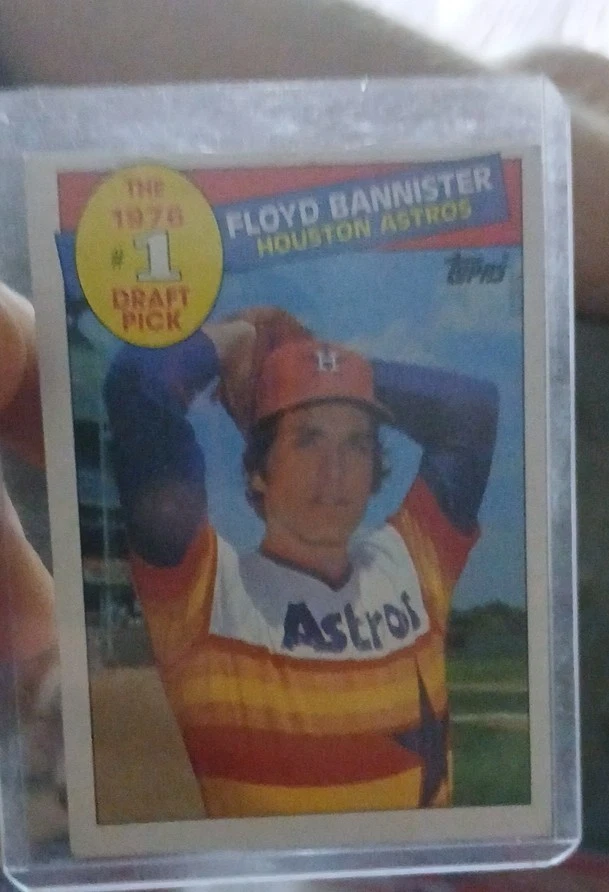 THE
1976
#1
DRAFT
PICK
FLOYD BANNISTER
HOUSTON ASTROS
TOPPS
H
Astros